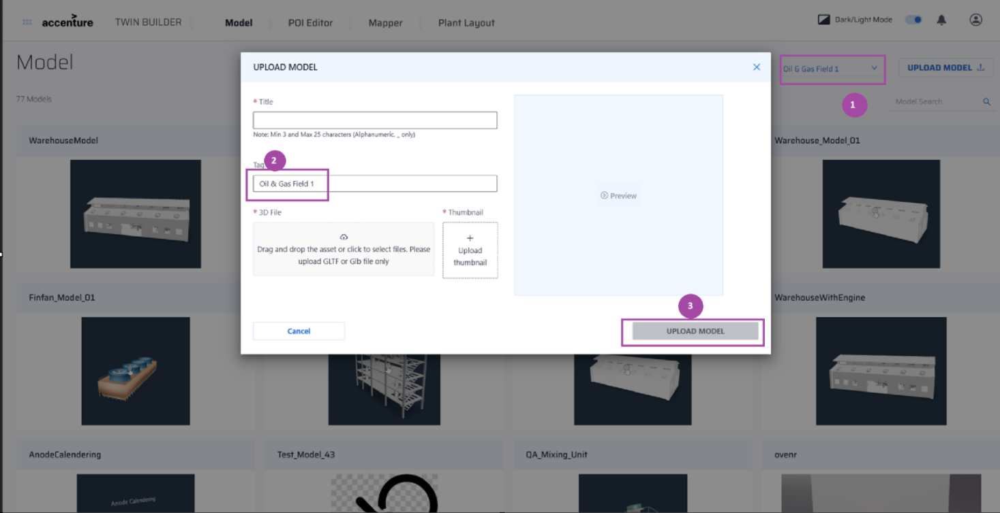 accenture TWIN BUILDER Model POI Editor Mapper Plant Layout Dark/Light Mode
Model
Oil & Gas Field 1 UPLOAD MODEL
77 Models
1
Model Search
UPLOAD MODEL
* Title
Note: Min 3 and Max 25 characters (Alphanumeric, _ only)
Tag
2
Oil & Gas Field 1
* 3D File
Drag and drop the asset or click to select files. Please
upload GLTF or Glb file only
* Thumbnail
+
Upload
thumbnail
Preview
3
Cancel
UPLOAD MODEL
WarehouseModel
Warehouse_Model_01
Finfan_Model_01
WarehouseWithEngine
AnodeCalendering
Test_Model_43
QA_Mixing_Unit
ovenr
Anode Calendering